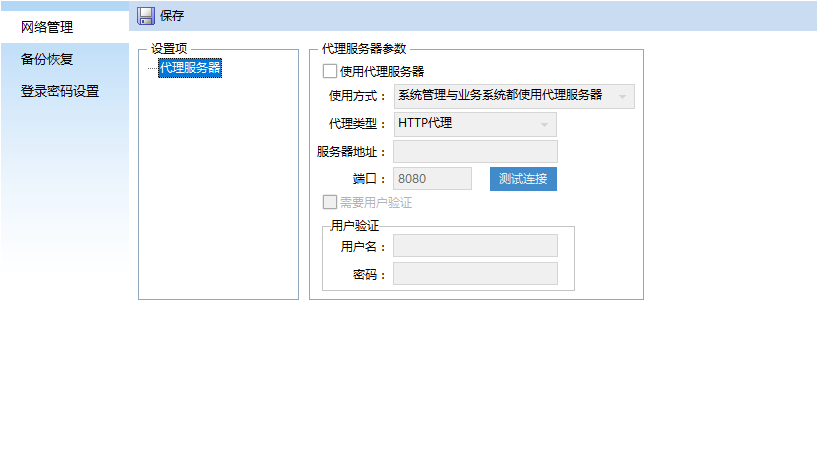 网络管理
备份恢复
登录密码设置
保存
设置项
代理服务器
代理服务器参数
使用代理服务器
使用方式： 系统管理与业务系统都使用代理服务器
代理类型： HTTP代理
服务器地址：
端口： 8080 测试连接
需要用户验证
用户验证
用户名：
密码：